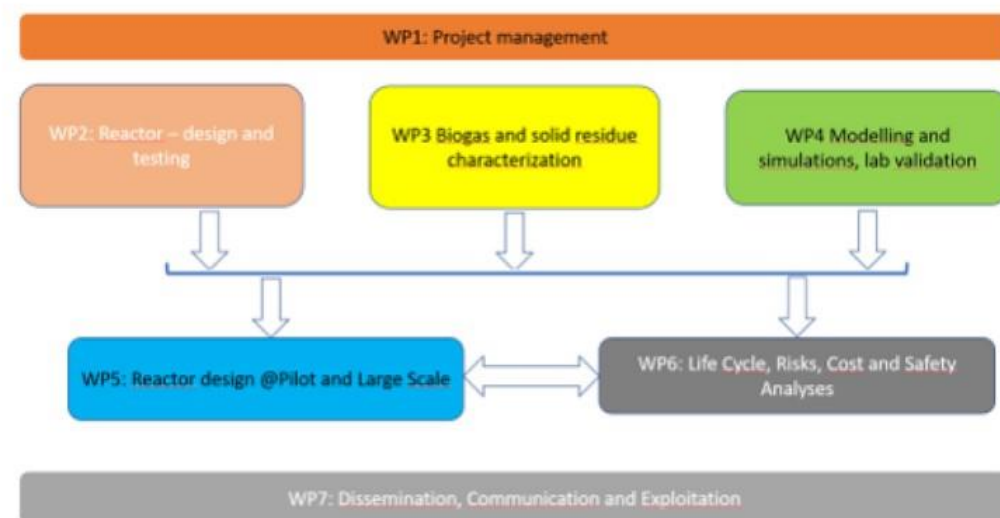 WP1: Project management
WP2: Reactor – design and
testing
WP3 Biogas and solid residue
characterization
WP4 Modelling and
simulations, lab validation
WP5: Reactor design @Pilot and Large Scale
WP6: Life Cycle, Risks, Cost and Safety
Analyses
WP7: Dissemination, Communication and Exploitation